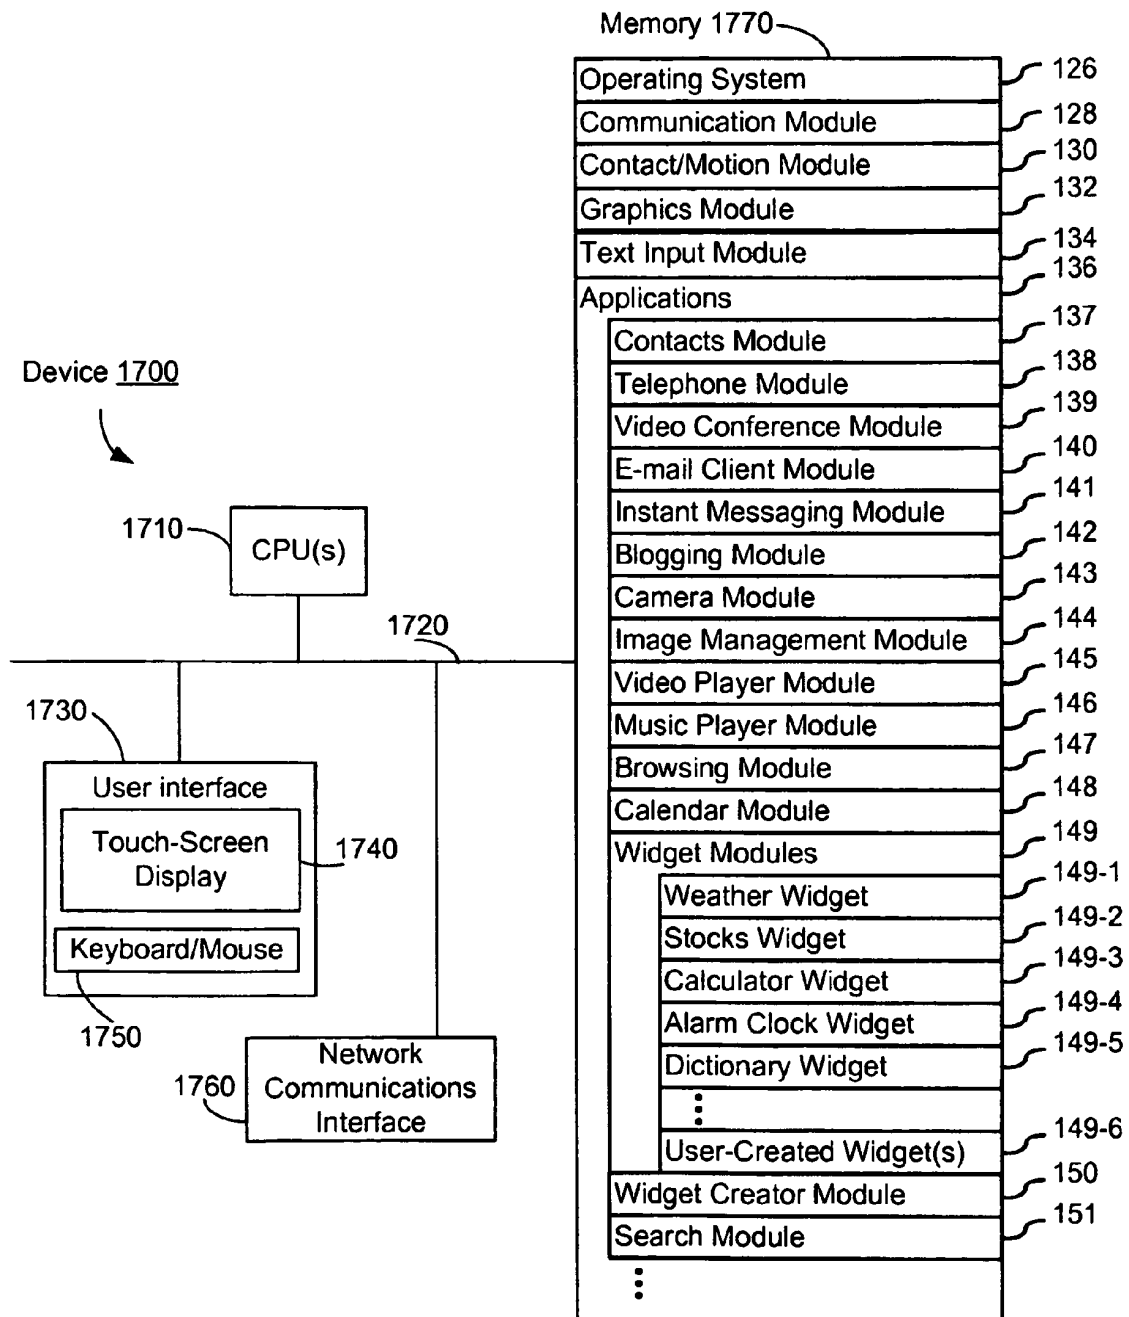 Memory 1770
Operating System 126
Communication Module 128
Contact/Motion Module 130
Graphics Module 132
Text Input Module 134
Applications 136
Contacts Module 137
Telephone Module 138
Video Conference Module 139
E-mail Client Module 140
Instant Messaging Module 141
Blogging Module 142
Camera Module 143
Image Management Module 144
Video Player Module 145
Music Player Module 146
Browsing Module 147
Calendar Module 148
Widget Modules 149
Weather Widget 149-1
Stocks Widget 149-2
Calculator Widget 149-3
Alarm Clock Widget 149-4
Dictionary Widget 149-5
User-Created Widget(s) 149-6
Widget Creator Module 150
Search Module 151
Device 1700
1710
CPU(s)
1720
1730
User interface
Touch-Screen
Display
1740
Keyboard/Mouse
1750
Network
Communications
Interface
1760